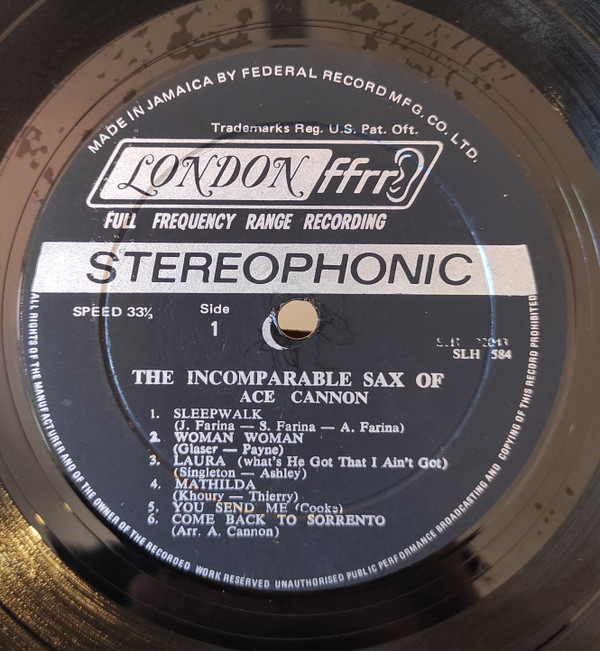 MADE IN JAMAICA BY FEDERAL RECORD MFG. CO. LTD.
Trademarks Reg. U.S. Pat. Oft.
LONDON ffrr
FULL FREQUENCY RANGE RECORDING
STEREOPHONIC
SPEED 33⅓
Side
1
SLH 584
THE INCOMPARABLE SAX OF
ACE CANNON
1. SLEEPWALK
(J. Farina — S. Farina — A. Farina)
2. WOMAN WOMAN
(Glaser — Payne)
3. LAURA (what's He Got That I Ain't Got)
(Singleton — Ashley)
4. MATHILDA
(Khoury — Thierry)
5. YOU SEND ME (Cooke)
6. COME BACK TO SORRENTO
(Arr. A. Cannon)
ALL RIGHTS OF THE MANUFACTURER AND OF THE OWNER OF THE RECORDED WORK RESERVED UNAUTHORISED PUBLIC PERFORMANCE BROADCASTING AND COPYING OF THIS RECORD PROHIBITED